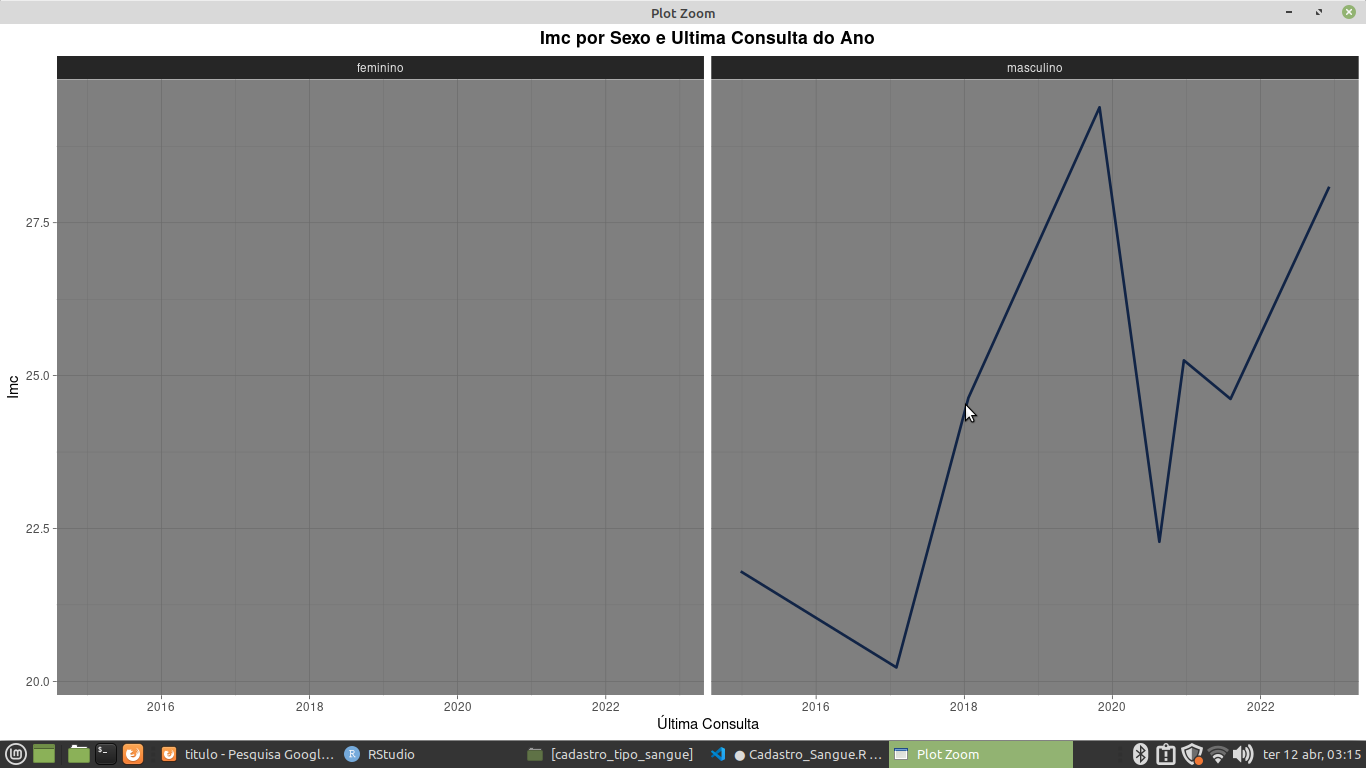 Plot Zoom
Imc por Sexo e Ultima Consulta do Ano
feminino
masculino
27.5
25.0
22.5
20.0
Imc
2016
2018
2020
2022
2016
2018
2020
2022
Última Consulta
titulo - Pesquisa Googl...
RStudio
[cadastro_tipo_sangue]
● Cadastro_Sangue.R ...
Plot Zoom
ter 12 abr, 03:15